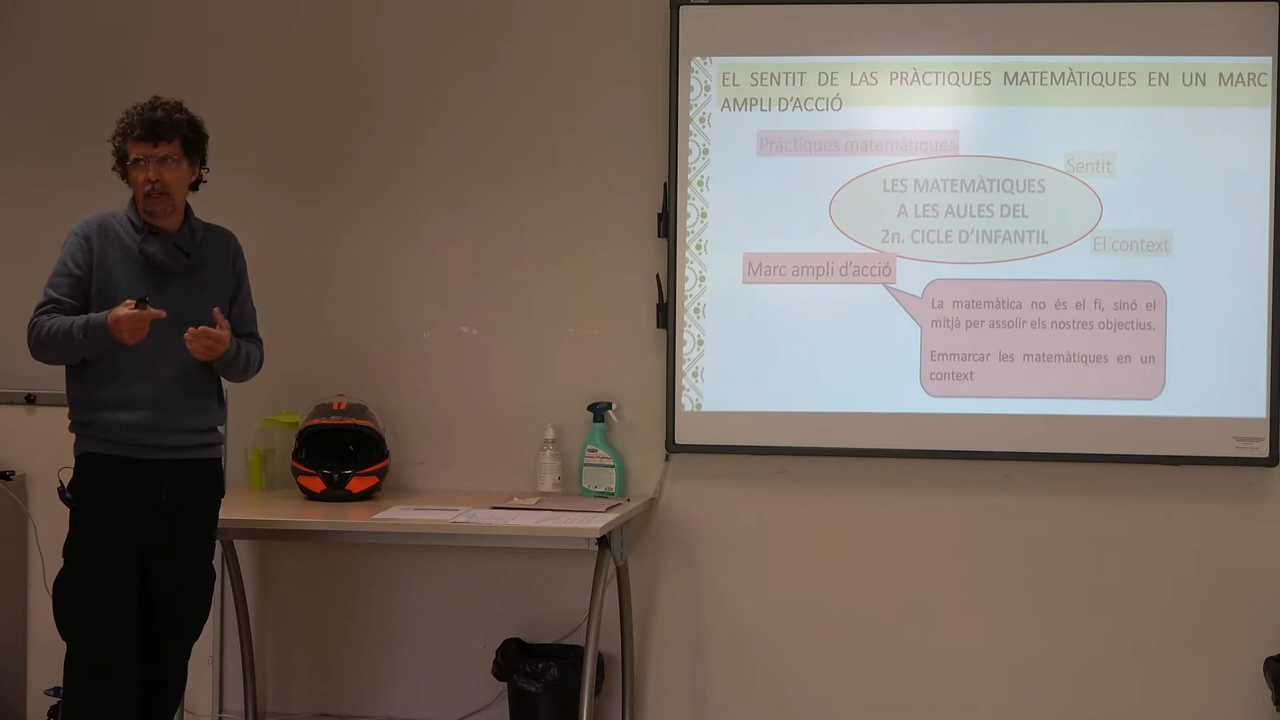 EL SENTIT DE LAS PRÀCTIQUES MATEMÀTIQUES EN UN MARC
AMPLI D'ACCIÓ
Pràctiques matemàtiques
Sentit
LES MATEMÀTIQUES
A LES AULES DEL
2n. CICLE D'INFANTIL
El context
Marc ampli d'acció
La matemàtica no és el fi, sinó el
mitjà per assolir els nostres objectius.
Emmarcar les matemàtiques en un
context